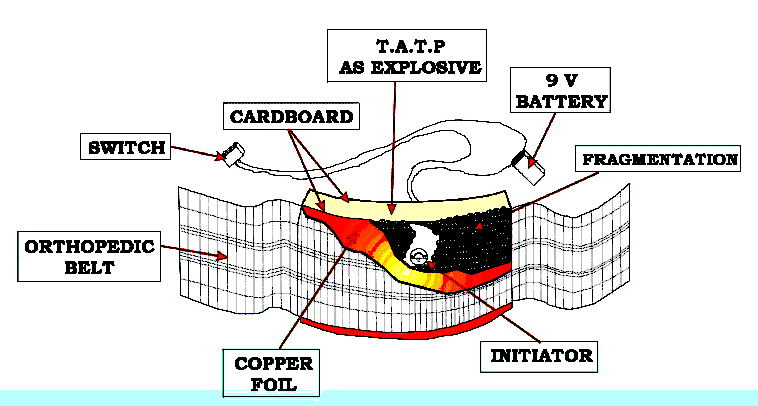 T.A.T.P
AS EXPLOSIVE
9 V
BATTERY
CARDBOARD
SWITCH
FRAGMENTATION
ORTHOPEDIC
BELT
COPPER
FOIL
INITIATOR